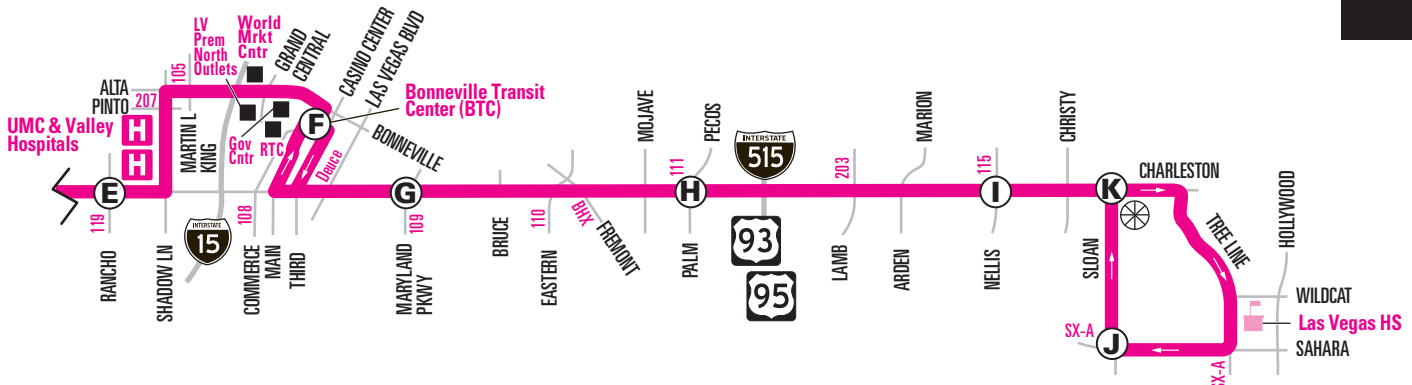 LV
Prem
North
Outlets
World
Mrkt
Cntr
GRAND
CENTRAL
CASINO CENTER
LAS VEGAS BLVD
ALTA
PINTO
207
105
UMC & Valley
Hospitals
H
H
MARTIN L
KING
Gov
Cntr
RTC
F
Bonneville Transit
Center (BTC)
BONNEVILLE
Deuce
E
119
RANCHO
SHADOW LN
INTERSTATE
15
108
COMMERCE
MAIN
THIRD
G
109
MARYLAND
PKWY
BRUCE
110
EASTERN
BHX
FREMONT
MOJAVE
111
PECOS
H
PALM
INTERSTATE
515
93
95
203
LAMB
MARION
ARDEN
115
I
NELLIS
CHRISTY
K
CHARLESTON
SLOAN
TREE LINE
HOLLYWOOD
WILDCAT
Las Vegas HS
SAHARA
SX-A
J
SX-A